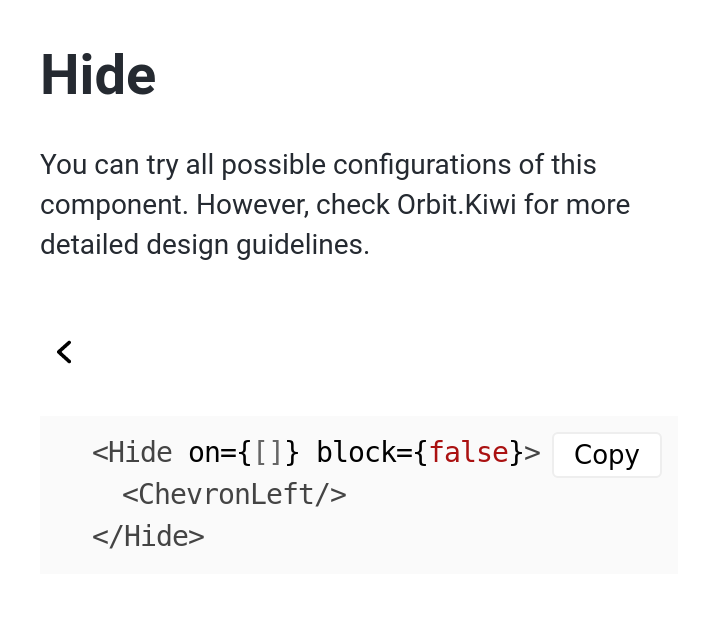 Hide
You can try all possible configurations of this
component. However, check Orbit.Kiwi for more
detailed design guidelines.
<Hide on={[]} block={false}>
Copy
<ChevronLeft/>
</Hide>